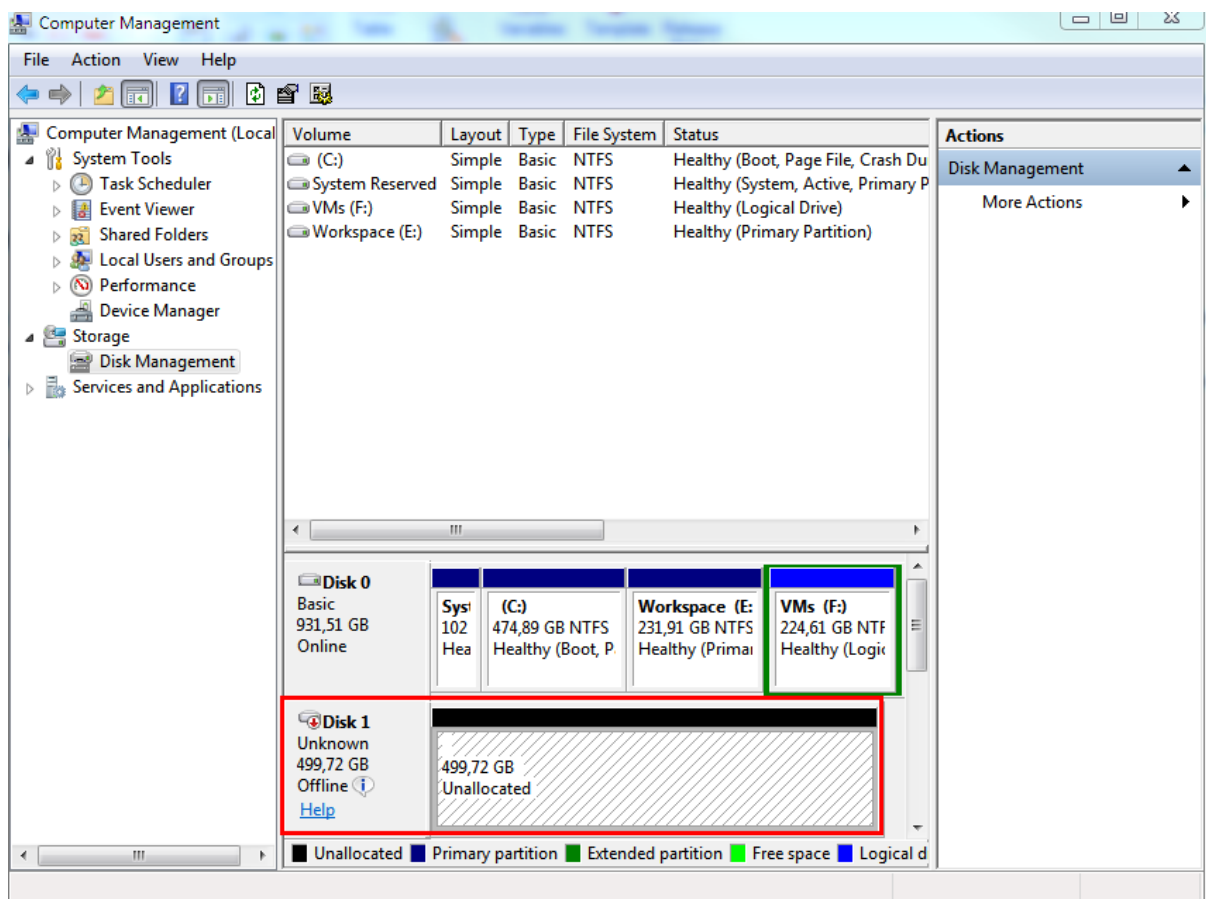 Computer Management
File Action View Help
Computer Management (Local
System Tools
Task Scheduler
Event Viewer
Shared Folders
Local Users and Groups
Performance
Device Manager
Storage
Disk Management
Services and Applications
Volume Layout Type File System Status
(C:) Simple Basic NTFS Healthy (Boot, Page File, Crash Du
System Reserved Simple Basic NTFS Healthy (System, Active, Primary P
VMs (F:) Simple Basic NTFS Healthy (Logical Drive)
Workspace (E:) Simple Basic NTFS Healthy (Primary Partition)
Disk 0
Basic
931,51 GB
Online
Syst
102
Hea
(C:)
474,89 GB NTFS
Healthy (Boot, P
Workspace (E:
231,91 GB NTFS
Healthy (Primar
VMs (F:)
224,61 GB NTF
Healthy (Logic
Disk 1
Unknown
499,72 GB
Offline
Help
499,72 GB
Unallocated
Unallocated Primary partition Extended partition Free space Logical d
Actions
Disk Management
More Actions